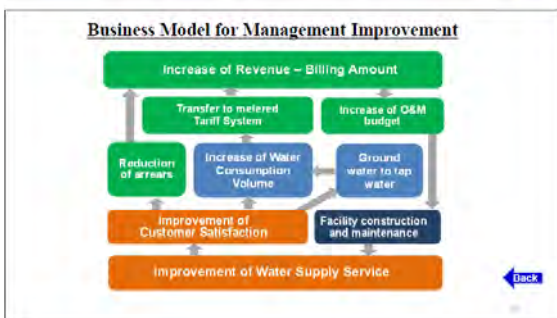 Business Model for Management Improvement
Increase of Revenue – Billing Amount
Transfer to metered
Tariff System
Increase of O&M
budget
Reduction
of arrears
Increase of Water
Consumption
Volume
Ground
water to tap
water
Improvement of
Customer Satisfaction
Facility construction
and maintenance
Improvement of Water Supply Service
Back